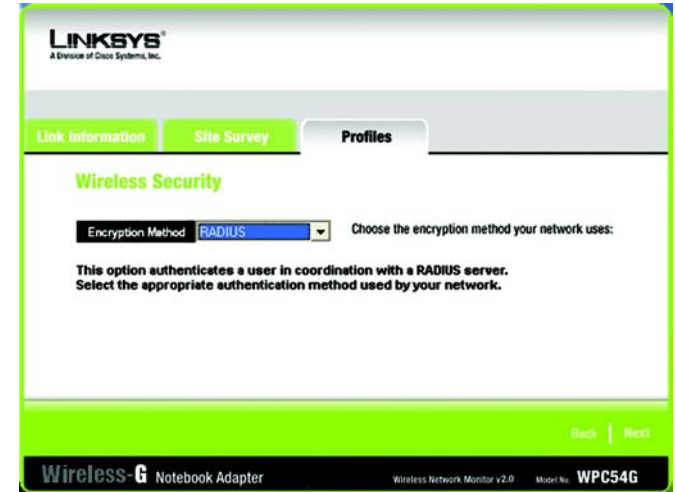 LINKSYS®
A Division of Cisco Systems, Inc.
Link Information Site Survey Profiles
Wireless Security
Encryption Method RADIUS Choose the encryption method your network uses:
This option authenticates a user in coordination with a RADIUS server.
Select the appropriate authentication method used by your network.
Back | Next
Wireless-G Notebook Adapter Wireless Network Monitor v2.0 Model No. WPC54G